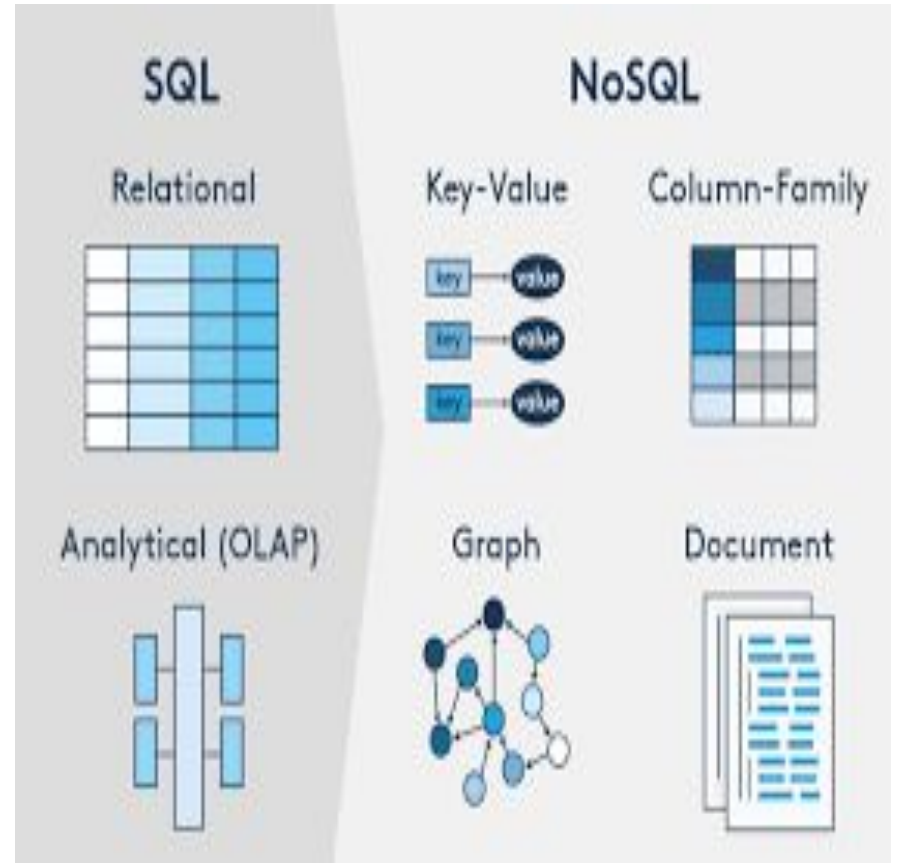 SQL
NoSQL
Relational
Key-Value
Column-Family
key
value
key
value
key
value
Analytical (OLAP)
Graph
Document